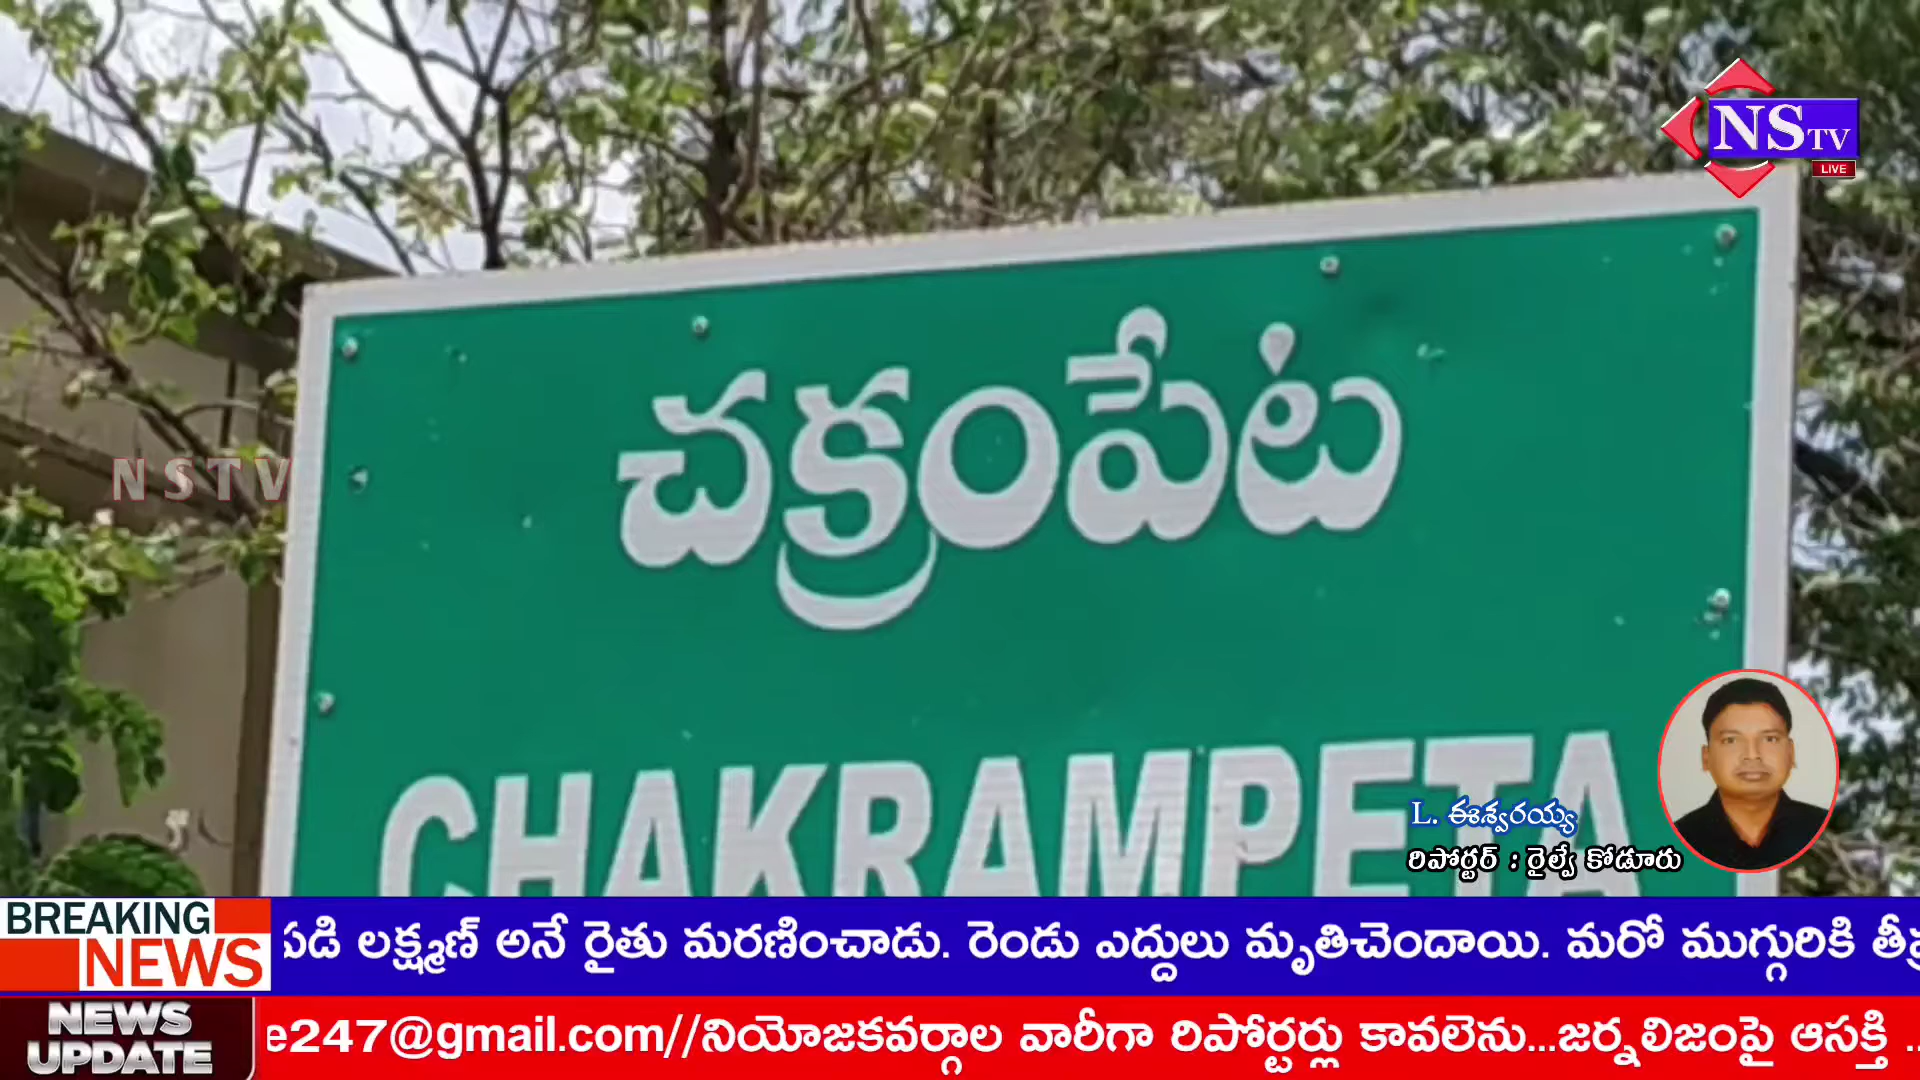 NSTV
LIVE
చక్రంపేట
NSTV
CHAKRAMPETA
L. ఈశ్వరయ్య
రిపోర్టర్ : రైల్వే కోడూరు
BREAKING
NEWS
పడి లక్ష్మణ్ అనే రైతు మరణించాడు. రెండు ఎద్దులు మృతిచెందాయి. మరో ముగ్గురికి
NEWS
UPDATE
e247@gmail.com//నియోజకవర్గాల వారీగా రిపోర్టర్లు కావలెను...జర్నలిజంపై ఆసక్తి ..